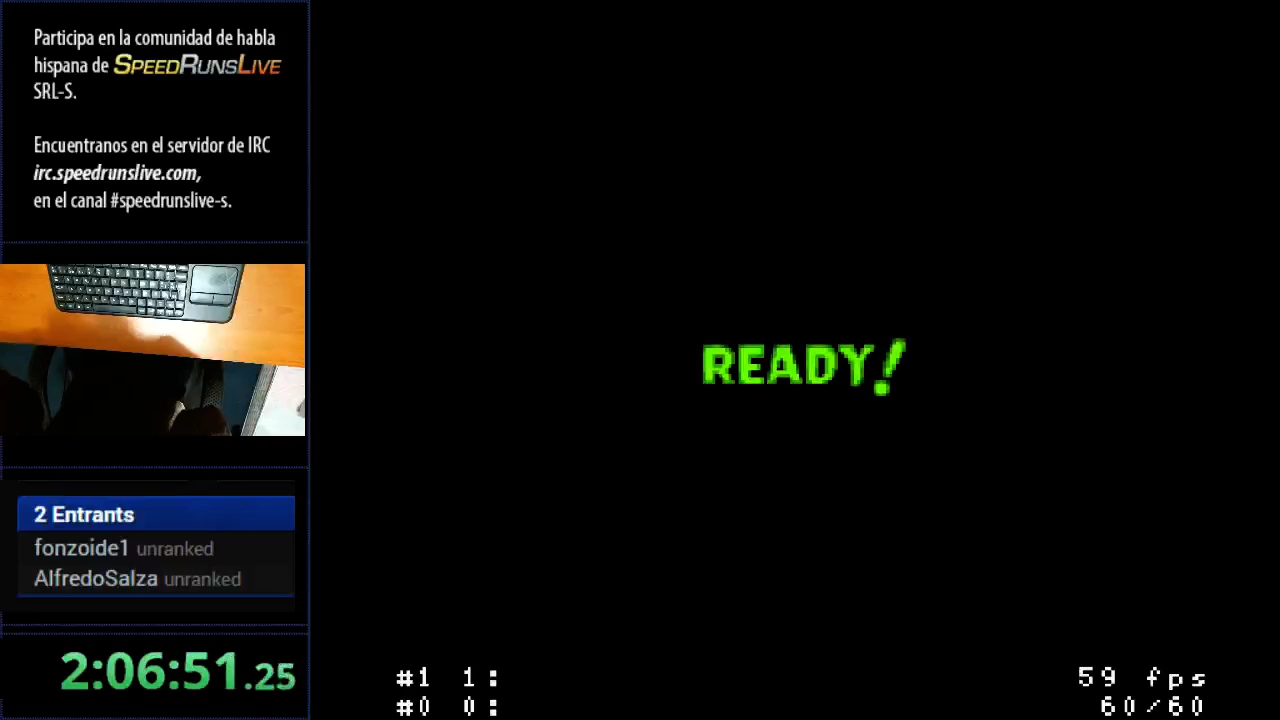 Participa en la comunidad de habla
hispana de SPEEDRUNSLIVE
SRL-S.
Encuentranos en el servidor de IRC
irc.speedrunslive.com,
en el canal #speedrunslive-s.
READY!
2 Entrants
fonzoide1 unranked
AlfredoSalza unranked
2:06:51.25
#1 1:
#0 0:
59 fps
60/60